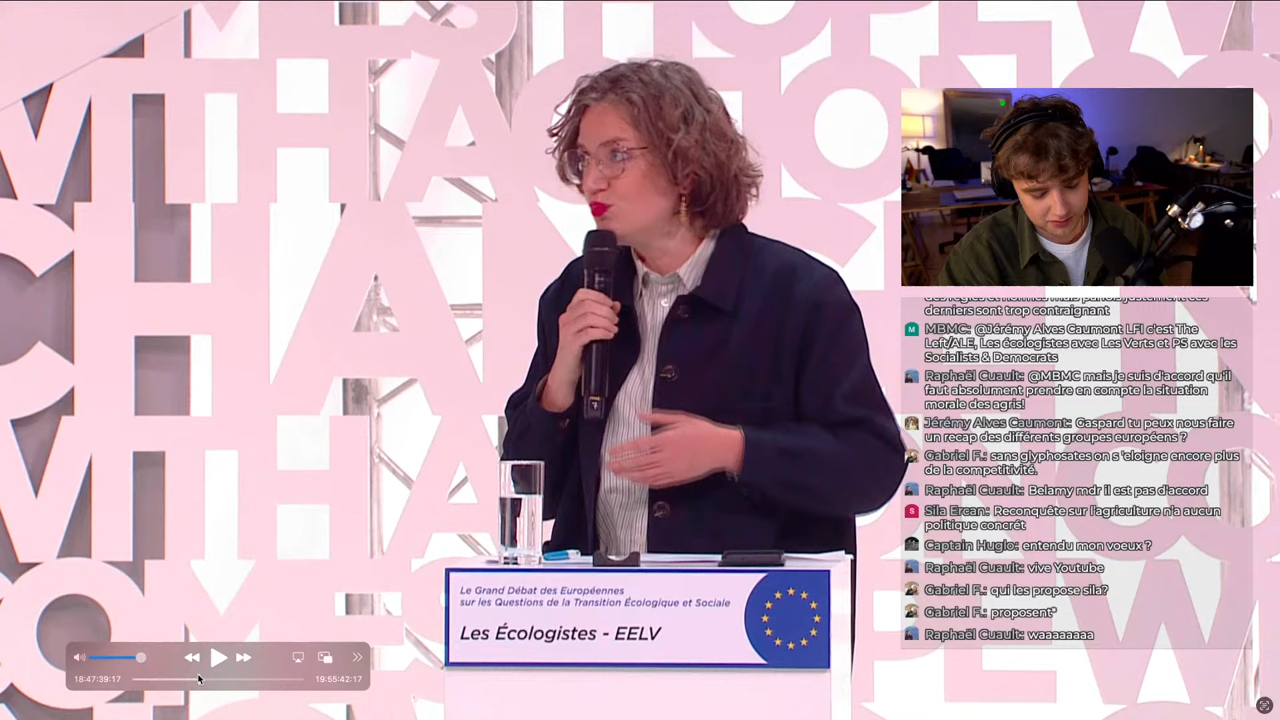 Le Grand Débat des Européennes
sur les Questions de la Transition Écologique et Sociale
Les Écologistes - EELV
18:47:39:17
19:55:42:17
derniers sont trop contraignant
M
MBMC: @Jérémy Alves Caumont LFI c'est The
Left/ALE, Les écologistes avec Les Verts et PS avec les
Socialists & Democrats
Raphaël Cuault: @MBMC mais je suis d'accord qu'il
faut absolument prendre en compte la situation
morale des agris!
Jérémy Alves Caumont: Gaspard tu peux nous faire
un recap des différents groupes européens ?
Gabriel F.: sans glyphosates on s 'eloigne encore plus
de la competitivité.
Raphaël Cuault: Belamy mdr il est pas d'accord
S
Sila Ercan: Reconquête sur l'agriculture n'a aucun
politique concrét
Captain Huglo: entendu mon voeux ?
Raphaël Cuault: vive Youtube
Gabriel F.: qui les propose sila?
Gabriel F.: proposent*
Raphaël Cuault: waaaaaaaa